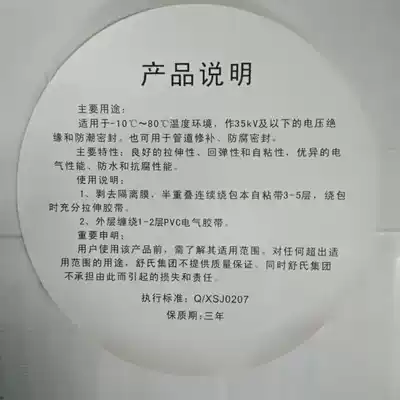 产品说明
主要用途：
适用于-10℃～80℃温度环境，作35kV及以下的电压绝
缘和防潮密封。也可用于管道修补、防腐密封。
主要特性：良好的拉伸性、回弹性和自粘性，优异的电
气性能、防水和抗腐性能。
使用说明：
1、剥去隔离膜，半重叠连续绕包本自粘带3-5层，绕包
时充分拉伸胶带。
2、外层缠绕1-2层PVC电气胶带。
重要申明：
用户使用该产品前，需了解其适用范围。对任何超出适
用范围的用途，舒氏集团不提供质量保证、同时舒氏集团
不承担由此而引起的损失和责任。
执行标准：Q/XSJ0207
保质期：三年